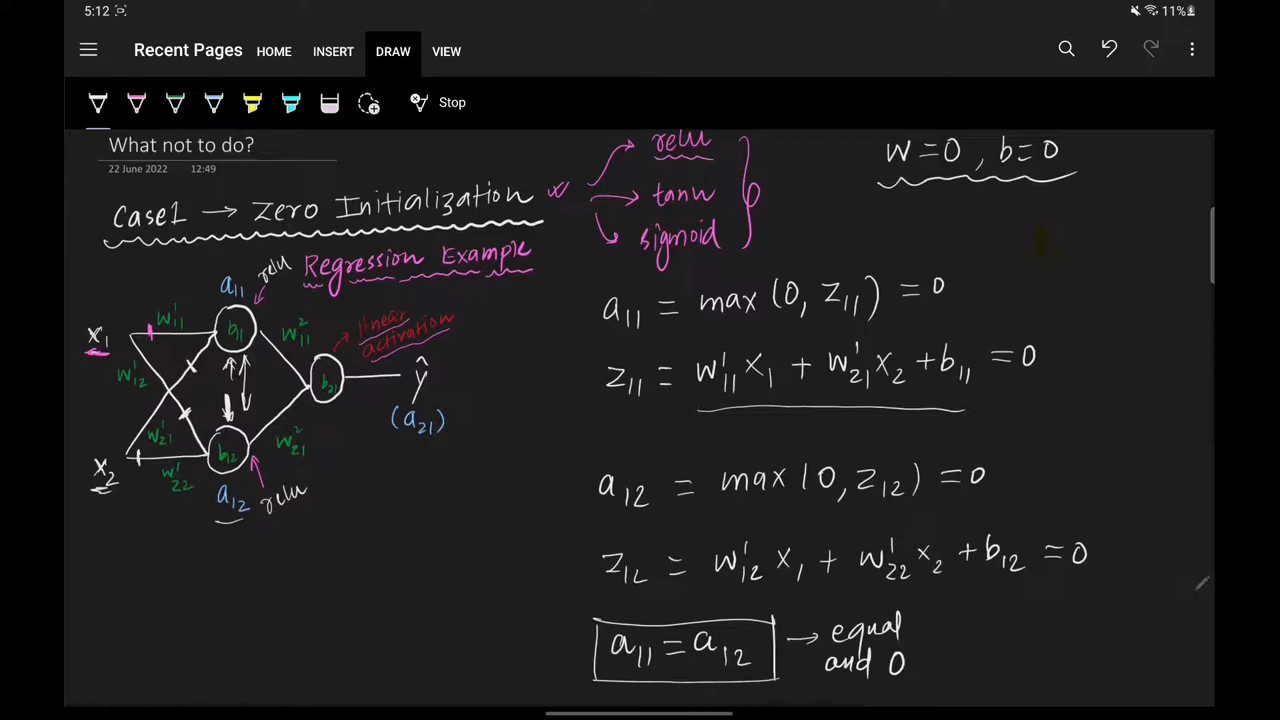 5:12
11%
Recent Pages HOME INSERT DRAW VIEW
Stop
What not to do?
22 June 2022 12:49
Case1 → Zero Initialization
relu
tanh
sigmoid
w = 0 , b = 0
Regression Example
a11 relu
x1 w¹11 b11 w²11
linear activation
w¹12
b21 ŷ
(a21)
w¹21 b12 w²21
x2 w¹22
a12 relu
a11 = max (0, z11) = 0
z11 = w¹11 x1 + w¹21 x2 + b11 = 0
a12 = max (0, z12) = 0
z12 = w¹12 x1 + w¹22 x2 + b12 = 0
a11 = a12 → equal
and 0